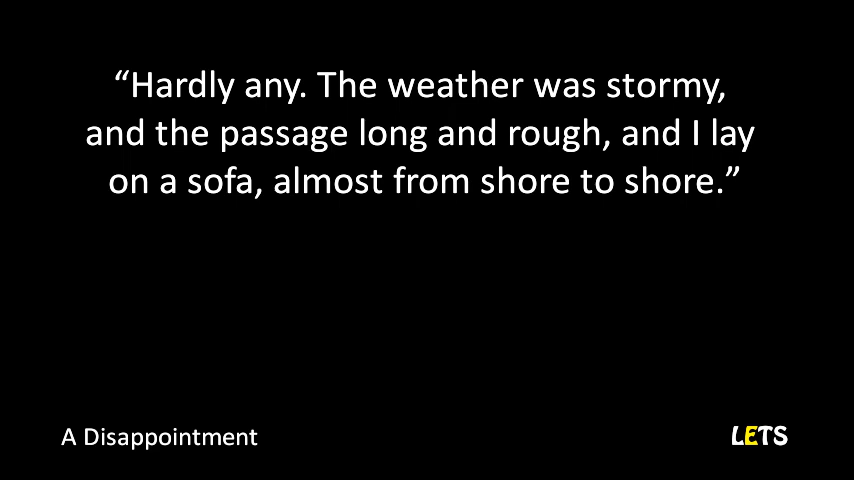 “Hardly any. The weather was stormy,
and the passage long and rough, and I lay
on a sofa, almost from shore to shore.”
A Disappointment
LETS